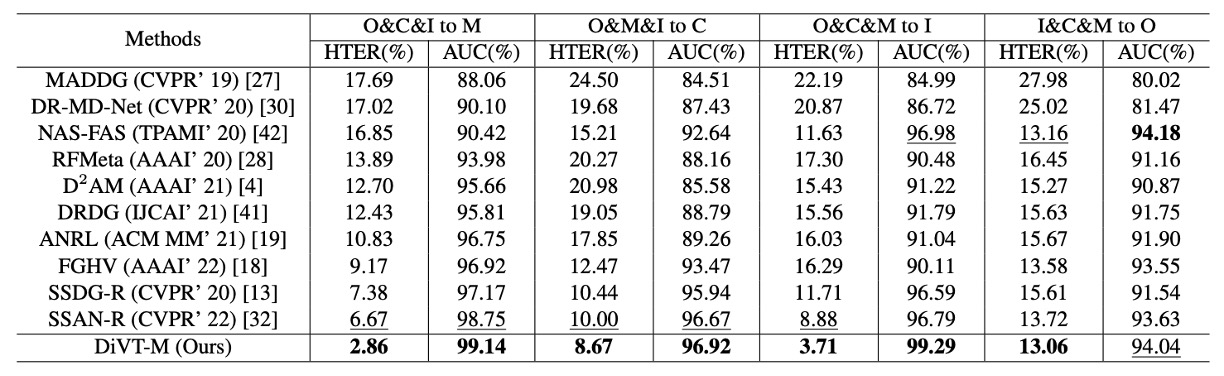 Methods O&C&I to M O&M&I to C O&C&M to I I&C&M to O
HTER(%) AUC(%) HTER(%) AUC(%) HTER(%) AUC(%) HTER(%) AUC(%)
MADDG (CVPR’ 19) [27] 17.69 88.06 24.50 84.51 22.19 84.99 27.98 80.02
DR-MD-Net (CVPR’ 20) [30] 17.02 90.10 19.68 87.43 20.87 86.72 25.02 81.47
NAS-FAS (TPAMI’ 20) [42] 16.85 90.42 15.21 92.64 11.63 96.98 13.16 94.18
RFMeta (AAAI’ 20) [28] 13.89 93.98 20.27 88.16 17.30 90.48 16.45 91.16
D²AM (AAAI’ 21) [4] 12.70 95.66 20.98 85.58 15.43 91.22 15.27 90.87
DRDG (IJCAI’ 21) [41] 12.43 95.81 19.05 88.79 15.56 91.79 15.63 91.75
ANRL (ACM MM’ 21) [19] 10.83 96.75 17.85 89.26 16.03 91.04 15.67 91.90
FGHV (AAAI’ 22) [18] 9.17 96.92 12.47 93.47 16.29 90.11 13.58 93.55
SSDG-R (CVPR’ 20) [13] 7.38 97.17 10.44 95.94 11.71 96.59 15.61 91.54
SSAN-R (CVPR’ 22) [32] 6.67 98.75 10.00 96.67 8.88 96.79 13.72 93.63
DiVT-M (Ours) 2.86 99.14 8.67 96.92 3.71 99.29 13.06 94.04